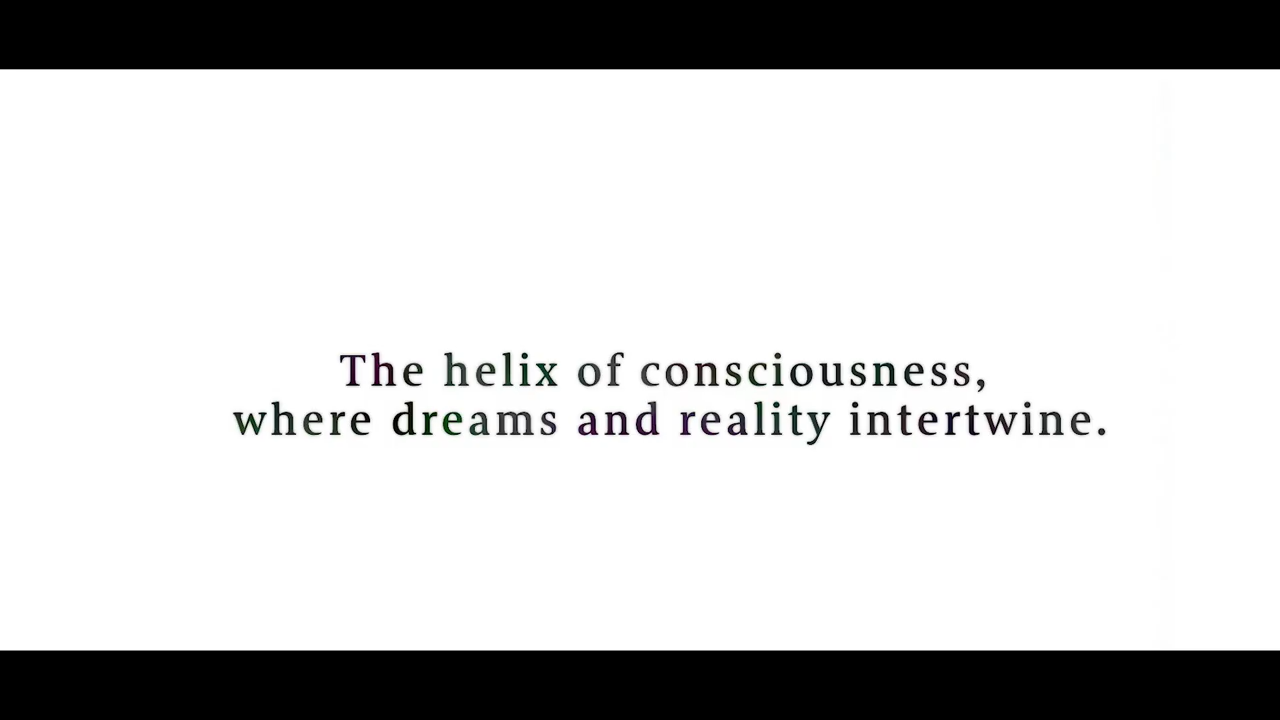 The helix of consciousness,
where dreams and reality intertwine.